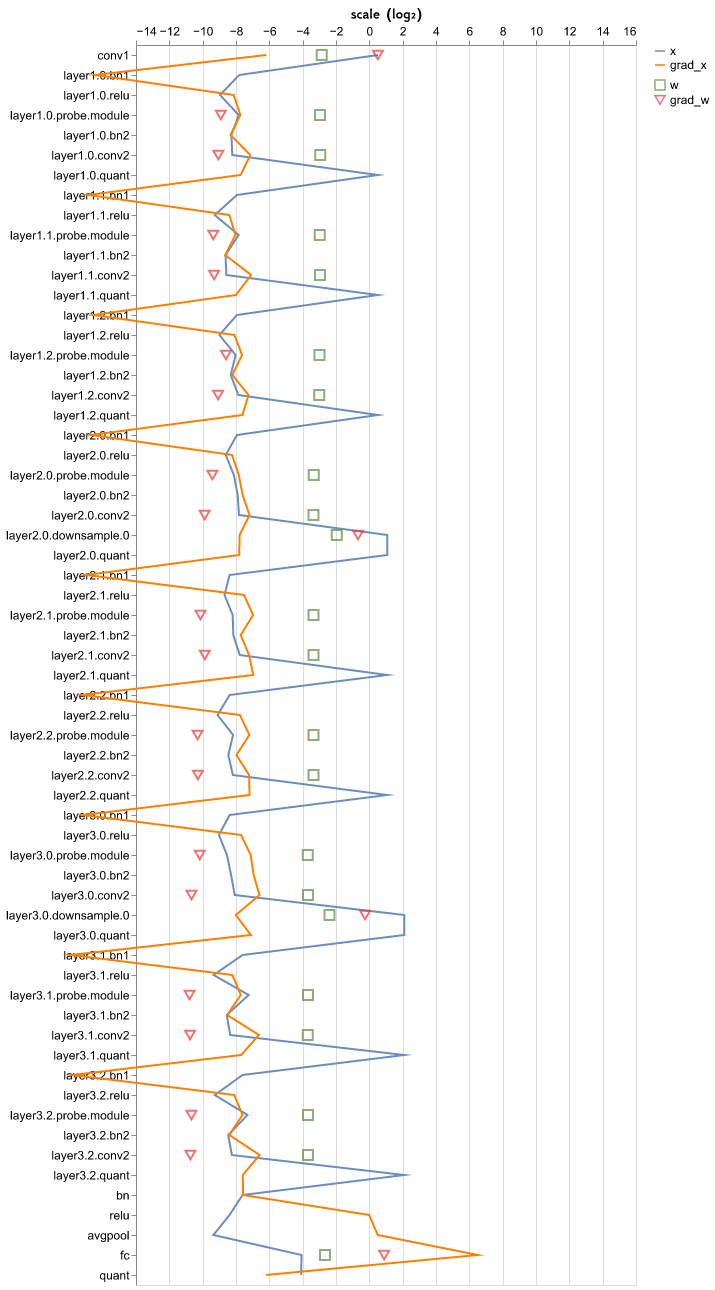 scale (log₂)
−14 −12 −10 −8 −6 −4 −2 0 2 4 6 8 10 12 14 16
x
grad_x
w
grad_w
conv1
layer1.0.bn1
layer1.0.relu
layer1.0.probe.module
layer1.0.bn2
layer1.0.conv2
layer1.0.quant
layer1.1.bn1
layer1.1.relu
layer1.1.probe.module
layer1.1.bn2
layer1.1.conv2
layer1.1.quant
layer1.2.bn1
layer1.2.relu
layer1.2.probe.module
layer1.2.bn2
layer1.2.conv2
layer1.2.quant
layer2.0.bn1
layer2.0.relu
layer2.0.probe.module
layer2.0.bn2
layer2.0.conv2
layer2.0.downsample.0
layer2.0.quant
layer2.1.bn1
layer2.1.relu
layer2.1.probe.module
layer2.1.bn2
layer2.1.conv2
layer2.1.quant
layer2.2.bn1
layer2.2.relu
layer2.2.probe.module
layer2.2.bn2
layer2.2.conv2
layer2.2.quant
layer3.0.bn1
layer3.0.relu
layer3.0.probe.module
layer3.0.bn2
layer3.0.conv2
layer3.0.downsample.0
layer3.0.quant
layer3.1.bn1
layer3.1.relu
layer3.1.probe.module
layer3.1.bn2
layer3.1.conv2
layer3.1.quant
layer3.2.bn1
layer3.2.relu
layer3.2.probe.module
layer3.2.bn2
layer3.2.conv2
layer3.2.quant
bn
relu
avgpool
fc
quant